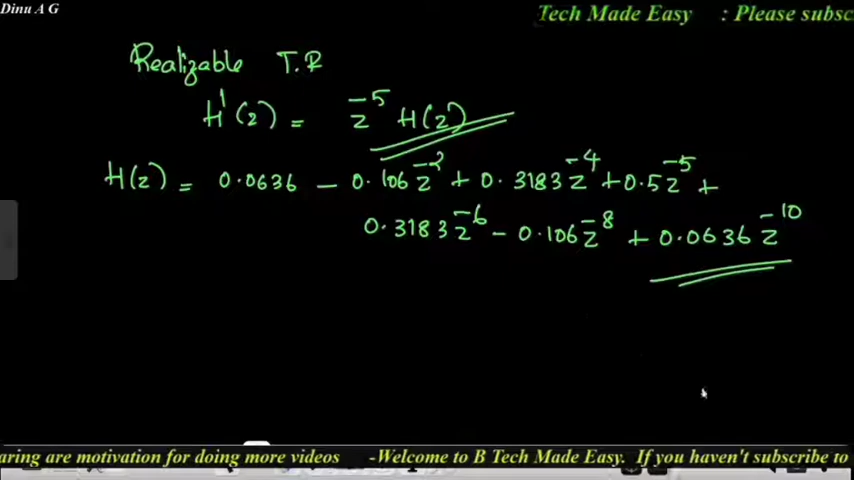 Dinu A G
Tech Made Easy : Please subsc
Realizable T.R
H'(z) = z^-5 H(z)
H(z) = 0.0636 - 0.106 z^-2 + 0.3183 z^-4 + 0.5 z^-5 +
0.3183 z^-6 - 0.106 z^-8 + 0.0636 z^-10
aring are motivation for doing more videos -Welcome to B Tech Made Easy. If you haven't subscribe to